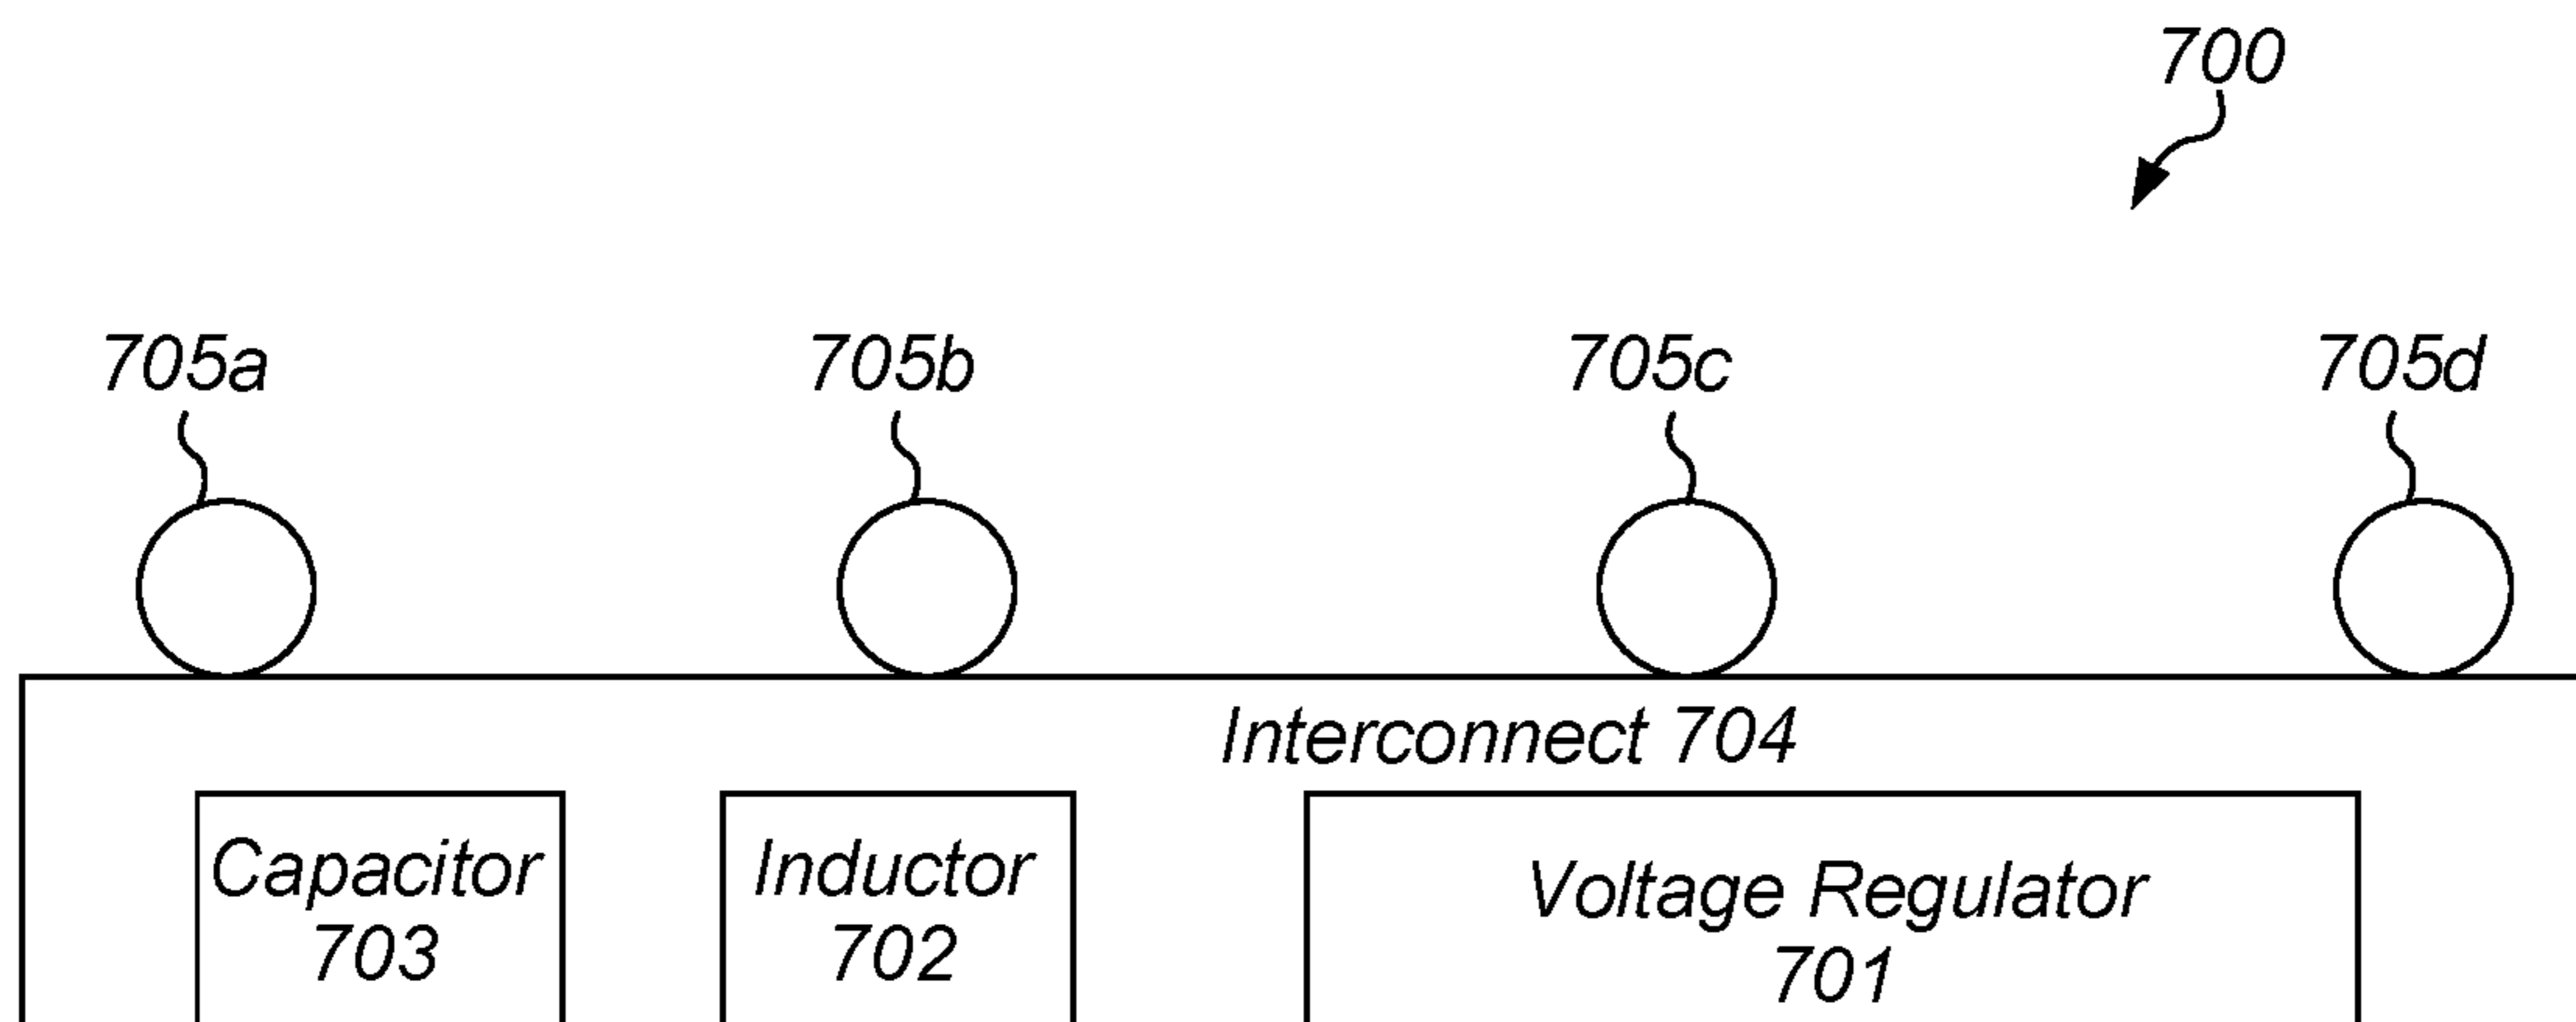 700
705a
705b
705c
705d
Interconnect 704
Capacitor
703
Inductor
702
Voltage Regulator
701